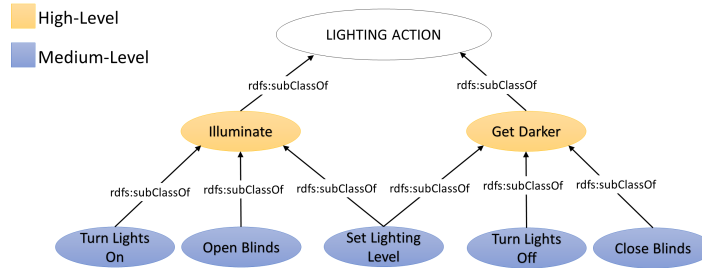 High-Level
Medium-Level
LIGHTING ACTION
rdfs:subClassOf
rdfs:subClassOf
Illuminate
Get Darker
rdfs:subClassOf
rdfs:subClassOf
rdfs:subClassOf
rdfs:subClassOf
rdfs:subClassOf
rdfs:subClassOf
Turn Lights
On
Open Blinds
Set Lighting
Level
Turn Lights
Off
Close Blinds